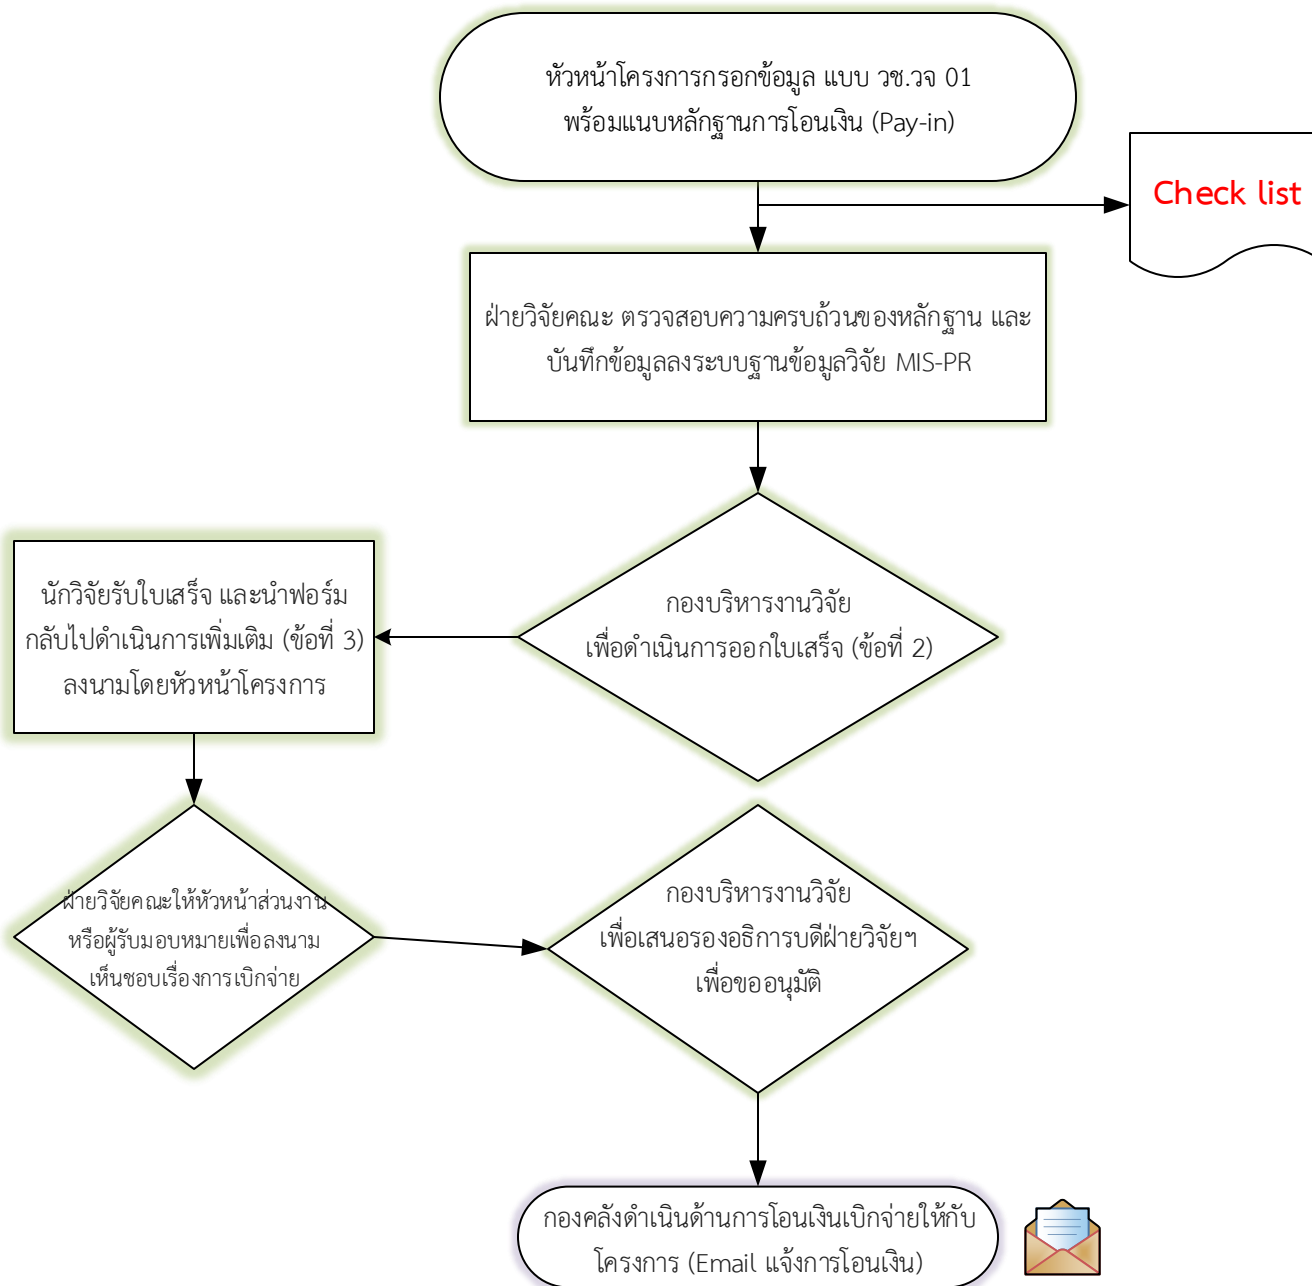 หัวหน้าโครงการกรอกข้อมูล แบบ วช.วจ 01
พร้อมแนบหลักฐานการโอนเงิน (Pay-in)
Check list
ฝ่ายวิจัยคณะ ตรวจสอบความครบถ้วนของหลักฐาน และ
บันทึกข้อมูลลงระบบฐานข้อมูลวิจัย MIS-PR
กองบริหารงานวิจัย
เพื่อดำเนินการออกใบเสร็จ (ข้อที่ 2)
นักวิจัยรับใบเสร็จ และนำฟอร์ม
กลับไปดำเนินการเพิ่มเติม (ข้อที่ 3)
ลงนามโดยหัวหน้าโครงการ
ฝ่ายวิจัยคณะให้หัวหน้าส่วนงาน
หรือผู้รับมอบหมายเพื่อลงนาม
เห็นชอบเรื่องการเบิกจ่าย
กองบริหารงานวิจัย
เพื่อเสนอรองอธิการบดีฝ่ายวิจัยฯ
เพื่อขออนุมัติ
กองคลังดำเนินด้านการโอนเงินเบิกจ่ายให้กับ
โครงการ (Email แจ้งการโอนเงิน)